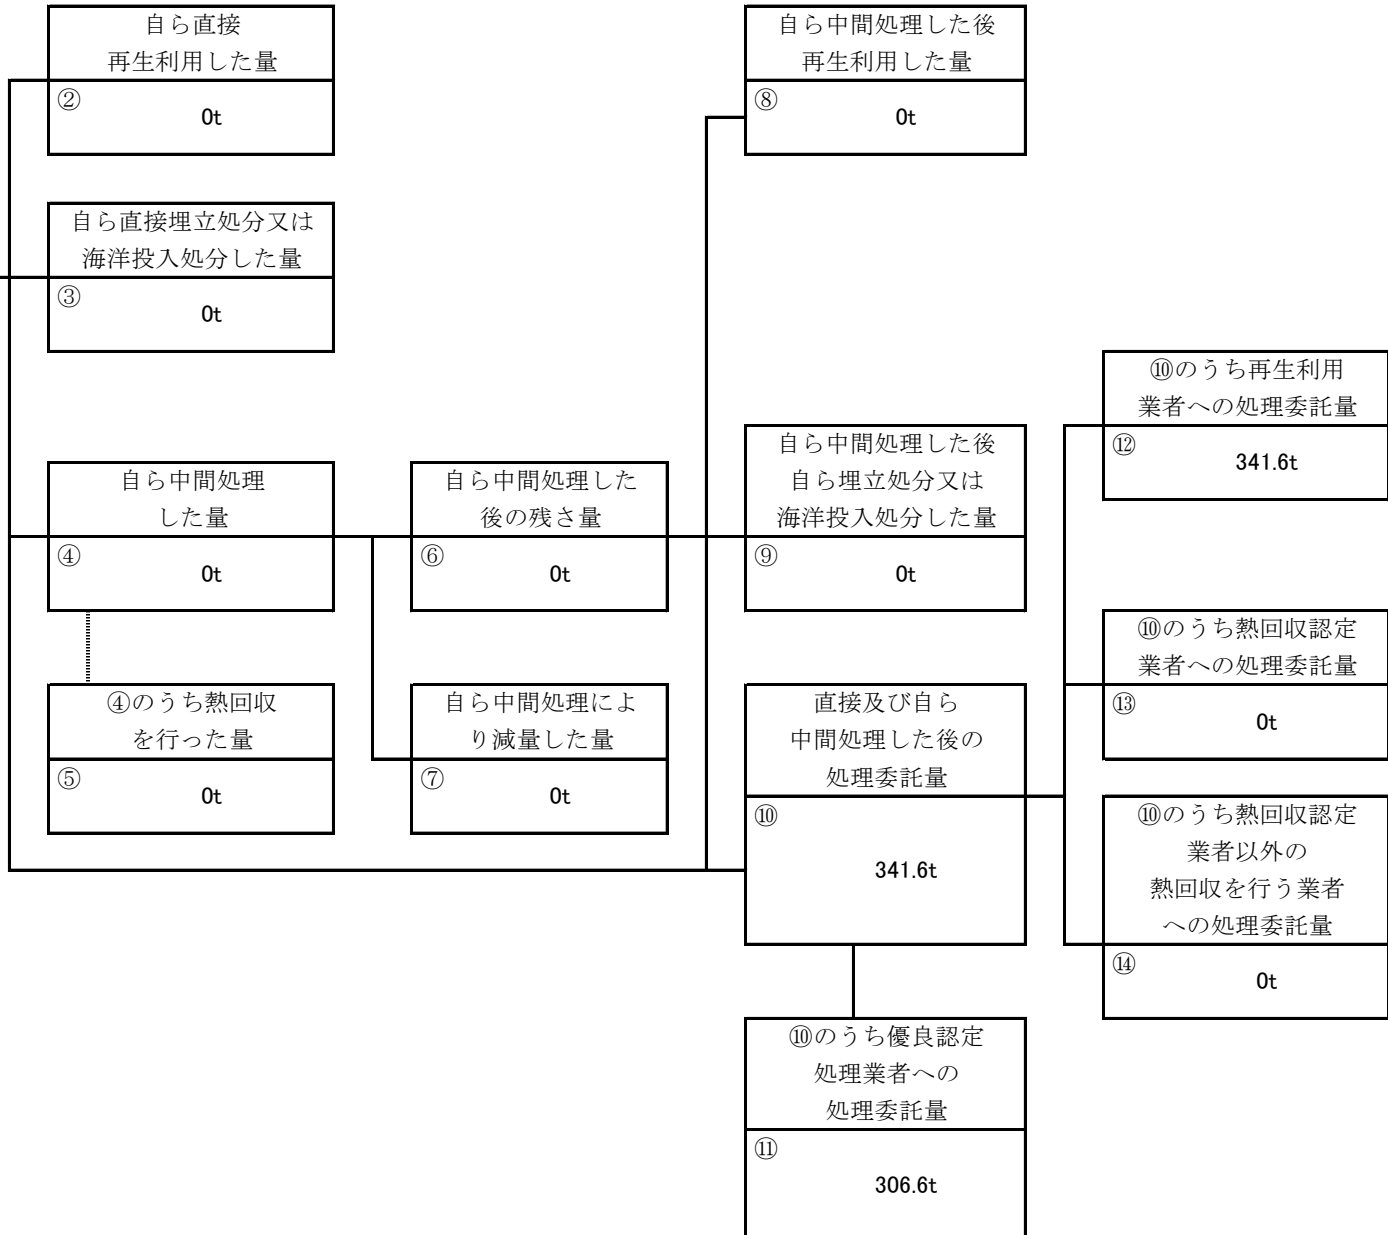 自ら直接
再生利用した量
②
0t
自ら中間処理した後
再生利用した量
⑧
0t
自ら直接埋立処分又は
海洋投入処分した量
③
0t
⑩のうち再生利用
業者への処理委託量
⑫
341.6t
自ら中間処理
した量
④
0t
自ら中間処理した
後の残さ量
⑥
0t
自ら中間処理した後
自ら埋立処分又は
海洋投入処分した量
⑨
0t
⑩のうち熱回収認定
業者への処理委託量
⑬
0t
④のうち熱回収
を行った量
⑤
0t
自ら中間処理によ
り減量した量
⑦
0t
直接及び自ら
中間処理した後の
処理委託量
⑩
341.6t
⑩のうち熱回収認定
業者以外の
熱回収を行う業者
への処理委託量
⑭
0t
⑩のうち優良認定
処理業者への
処理委託量
⑪
306.6t